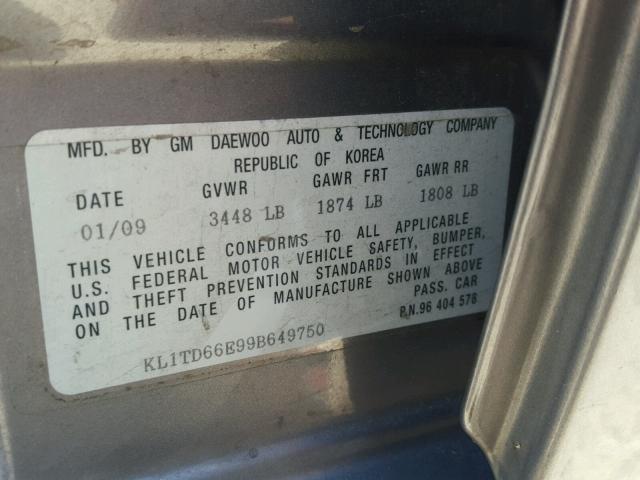 MFD. BY GM DAEWOO AUTO & TECHNOLOGY COMPANY
REPUBLIC OF KOREA
DATE GVWR GAWR FRT GAWR RR
01/09 3448 LB 1874 LB 1808 LB
THIS VEHICLE CONFORMS TO ALL APPLICABLE
U.S. FEDERAL MOTOR VEHICLE SAFETY, BUMPER,
AND THEFT PREVENTION STANDARDS IN EFFECT
ON THE DATE OF MANUFACTURE SHOWN ABOVE
PASS. CAR
P.N.96 404 578
KL1TD66E99B649750